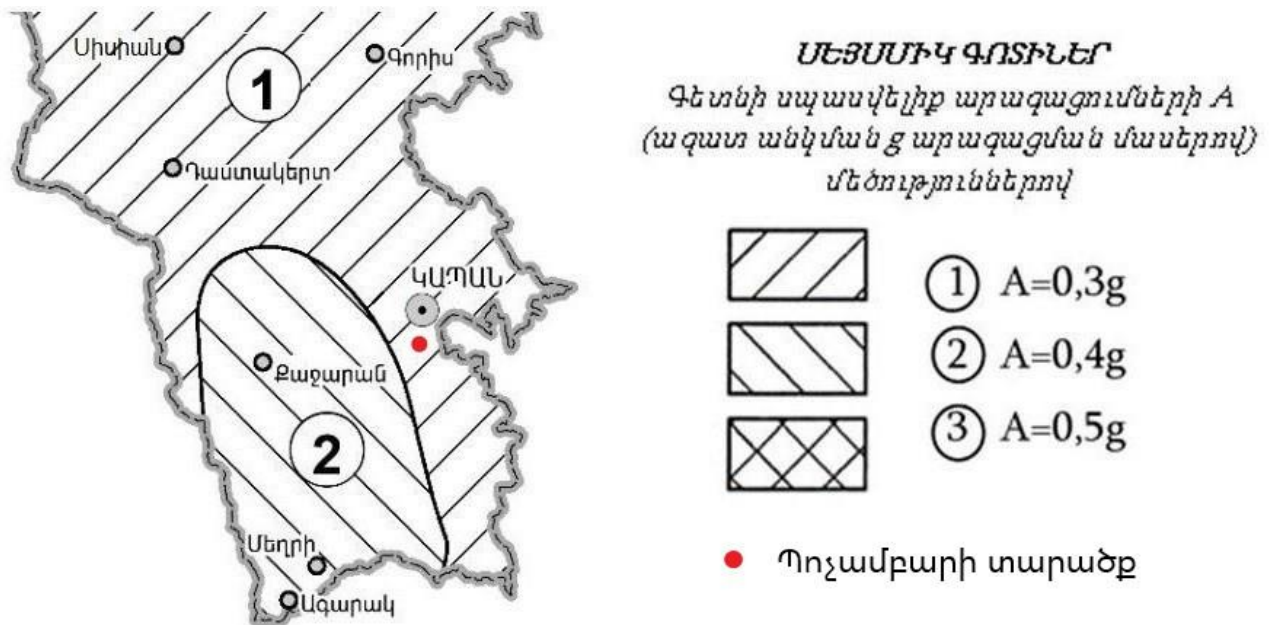 Սիսիան
Գորիս
1
Դաստակերտ
ԿԱՊԱՆ
Քաջարան
2
Մեղրի
Ագարակ
ՍԵՅՍՄԻԿ ԳՈՏԻՆԵՐ
Գետնի սպասվելիք արագացումների A
(ազատ անկման g արագացման մասերով)
մեծություններով
1 A=0,3g
2 A=0,4g
3 A=0,5g
Պոչամբարի տարածք